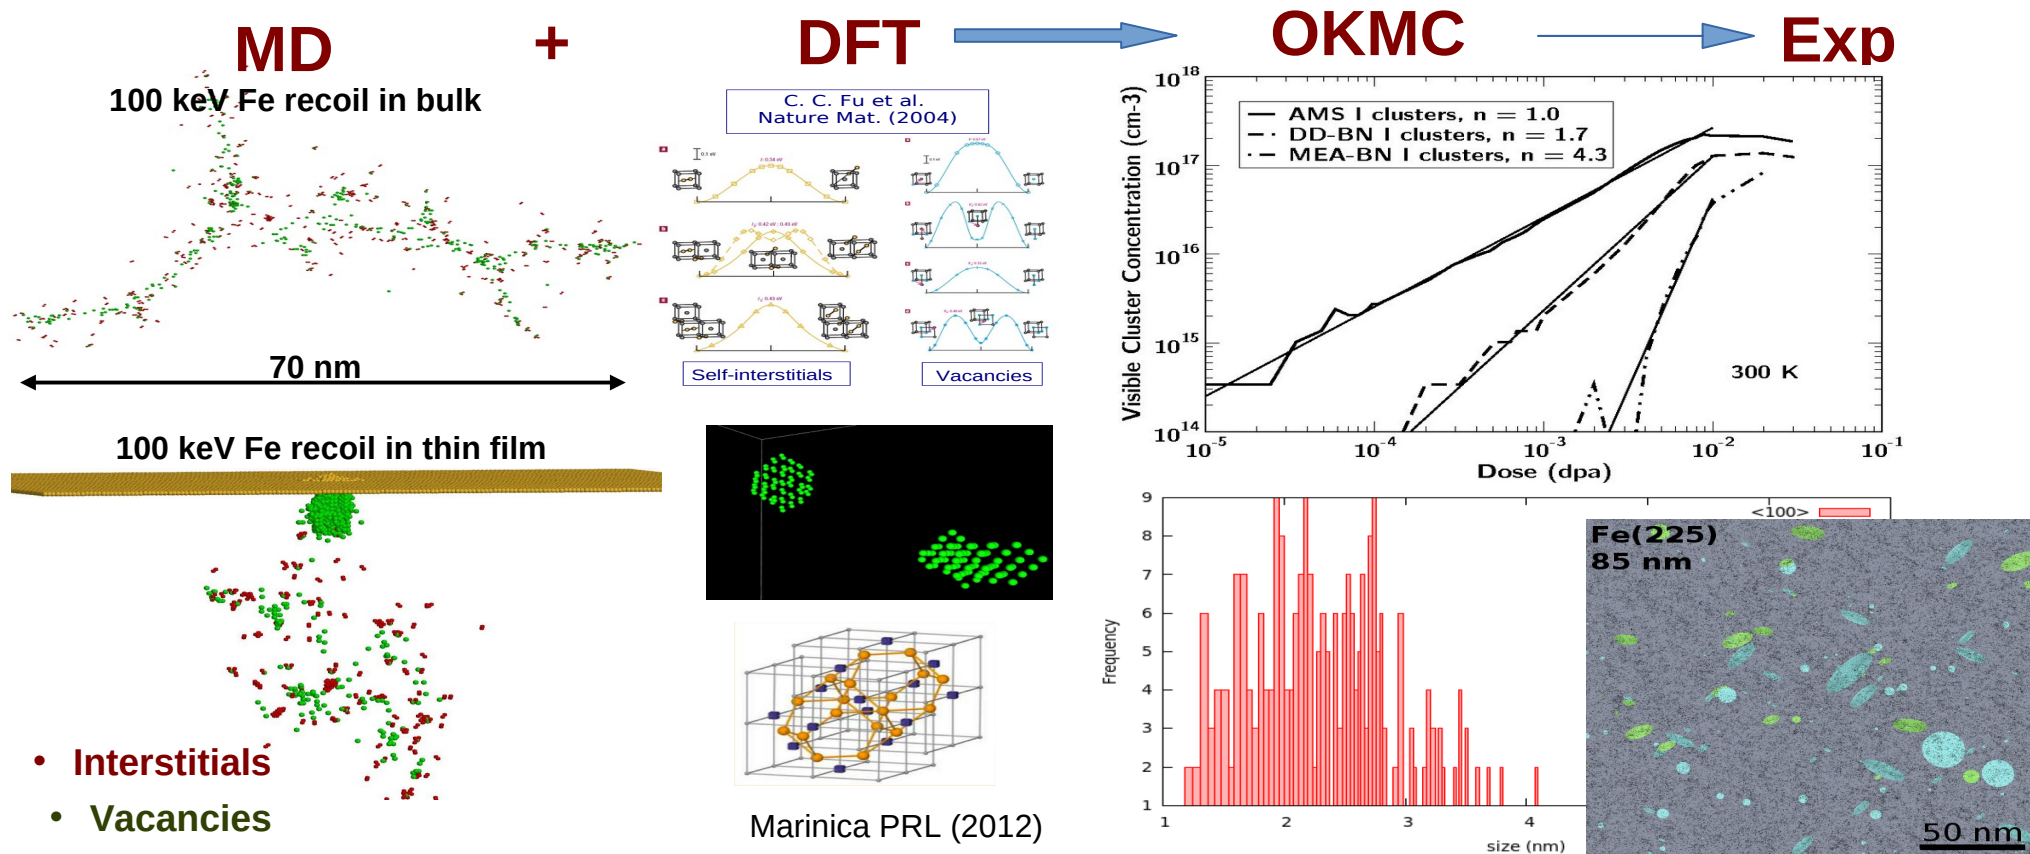 MD + DFT OKMC Exp
100 keV Fe recoil in bulk
70 nm
100 keV Fe recoil in thin film
• Interstitials
• Vacancies
C. C. Fu et al.
Nature Mat. (2004)
Self-interstitials
Vacancies
Marinica PRL (2012)
Visible Cluster Concentration (cm-3)
10^18
10^17
10^16
10^15
10^14
AMS I clusters, n = 1.0
DD-BN I clusters, n = 1.7
MEA-BN I clusters, n = 4.3
300 K
10^-5 10^-4 10^-3 10^-2 10^-1
Dose (dpa)
Frequency
9
8
7
6
5
4
3
2
1
<100>
1 2 3 4
size (nm)
Fe(225)
85 nm
50 nm